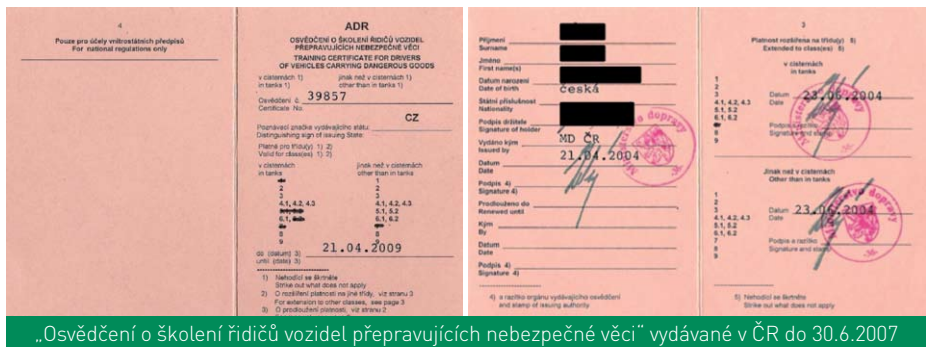 4
Pouze pro účely vnitrostátních předpisů
For national regulations only
ADR
OSVĚDČENÍ O ŠKOLENÍ ŘIDIČŮ VOZIDEL
PŘEPRAVUJÍCÍCH NEBEZPEČNÉ VĚCI
TRAINING CERTIFICATE FOR DRIVERS
OF VEHICLES CARRYING DANGEROUS GOODS
v cisternách 1) jinak než v cisternách 1)
in tanks 1) other than in tanks 1)
Osvědčení č. 39857
Certificate No.
CZ
Poznávací značka vydávajícího státu:
Distinguishing sign of issuing State:
Platné pro třídu(y) 1) 2)
Valid for class(es) 1) 2)
v cisternách jinak než v cisternách
in tanks other than in tanks
2 2
3 3
4.1, 4.2, 4.3 4.1, 4.2, 4.3
5.1, 5.2
6.1, 6.1, 6.2
8 8
9 9
do (datum) 3) 21.04.2009
until (date) 3)
1) Nehodící se škrtněte
Strike out what does not apply
2) O rozšíření platnosti na jiné třídy, viz stranu 3
For extension to other classes, see page 3
3) O prodloužení platnosti, viz stranu 2
Příjmení
Surname
Jméno
First name(s)
Datum narození
Date of birth
česká
Státní příslušnost
Nationality
Podpis držitele
Signature of holder
Vydáno kým MD ČR
Issued by
21.04.2004
Datum
Date
Podpis 4)
Signature 4)
Prodlouženo do
Renewed until
Kým
By
Datum
Date
Podpis 4)
Signature 4)
4) a razítko orgánu vydávajícího osvědčení
and stamp of issuing authority
Ministerstvo dopravy
3
Platnost rozšířena na třídu(y) 5)
Extended to class(es) 5)
v cisternách
in tanks
1
2
3
4.1, 4.2, 4.3
5.1, 5.2
6.1, 6.2
8
9
Datum 23.06.2004
Date
Podpis a razítko
Signature and stamp
Ministerstvo dopravy
Jinak než v cisternách
Other than in tanks
1
2
3
4.1, 4.2, 4.3
5.1, 5.2
6.1, 6.2
7
8
9
Datum 23.06.2004
Date
Podpis a razítko
Signature and stamp
Ministerstvo dopravy
5) Nehodící se škrtněte
Strike out what does not apply
„Osvědčení o školení řidičů vozidel přepravujících nebezpečné věci“ vydávané v ČR do 30.6.2007